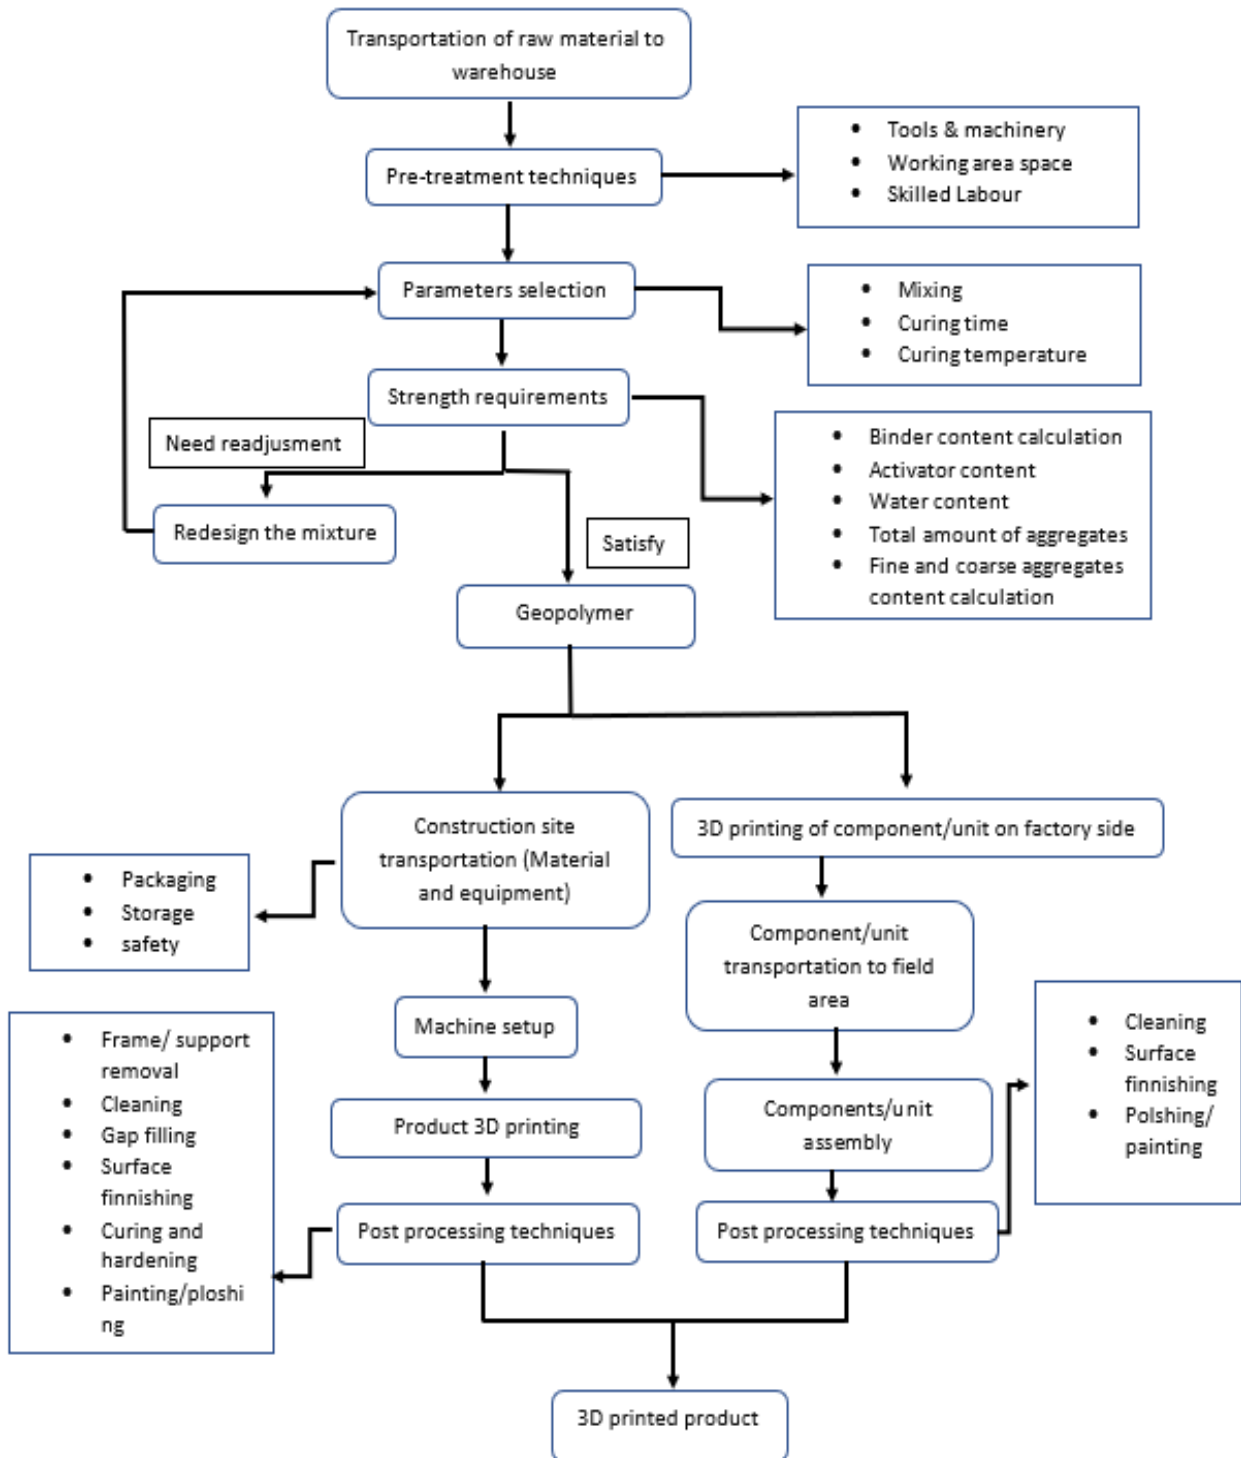 Transportation of raw material to
warehouse
Pre-treatment techniques
• Tools & machinery
• Working area space
• Skilled Labour
Parameters selection
• Mixing
• Curing time
• Curing temperature
Strength requirements
Need readjusment
• Binder content calculation
• Activator content
• Water content
• Total amount of aggregates
• Fine and coarse aggregates
content calculation
Redesign the mixture
Satisfy
Geopolymer
Construction site
transportation (Material
and equipment)
3D printing of component/unit on factory side
• Packaging
• Storage
• safety
Component/unit
transportation to field
area
Machine setup
• Frame/ support
removal
• Cleaning
• Gap filling
• Surface
finnishing
• Curing and
hardening
• Painting/ploshi
ng
• Cleaning
• Surface
finnishing
• Polshing/
painting
Product 3D printing
Components/unit
assembly
Post processing techniques
Post processing techniques
3D printed product